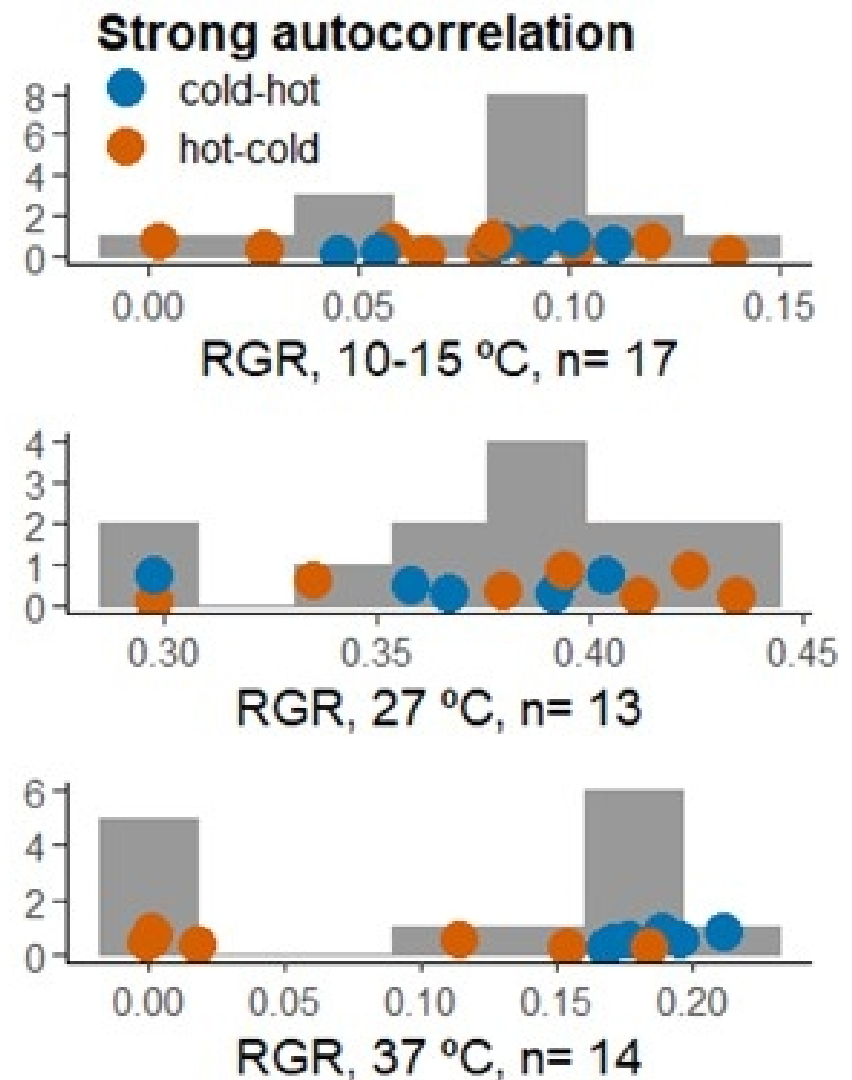 Strong autocorrelation
cold-hot
hot-cold
8
6
4
2
0
0.00 0.05 0.10 0.15
RGR, 10-15 ºC, n= 17
4
3
2
1
0
0.30 0.35 0.40 0.45
RGR, 27 ºC, n= 13
6
4
2
0
0.00 0.05 0.10 0.15 0.20
RGR, 37 ºC, n= 14